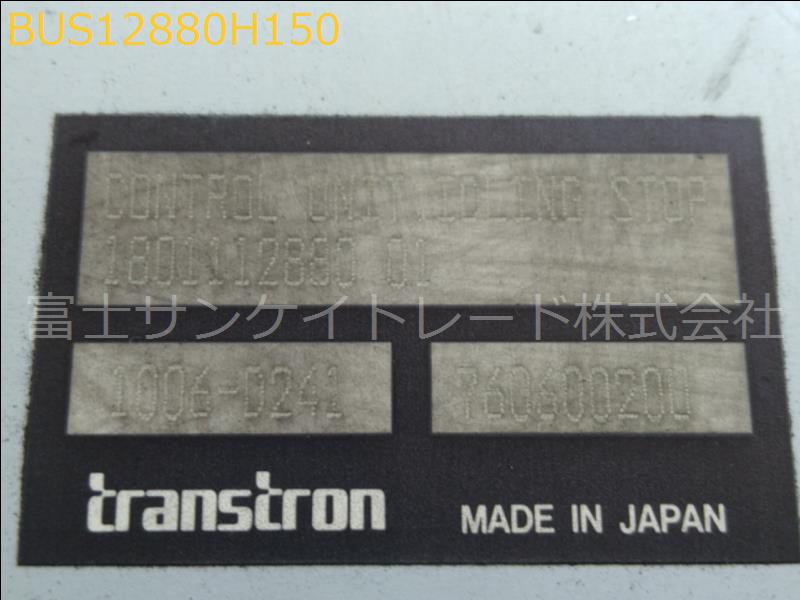 BUS12880H150
CONTROL UNIT,IDLING STOP
1801112880 01
富士サンケイトレード株式会社
1006-0241
76060020U
transtron
MADE IN JAPAN